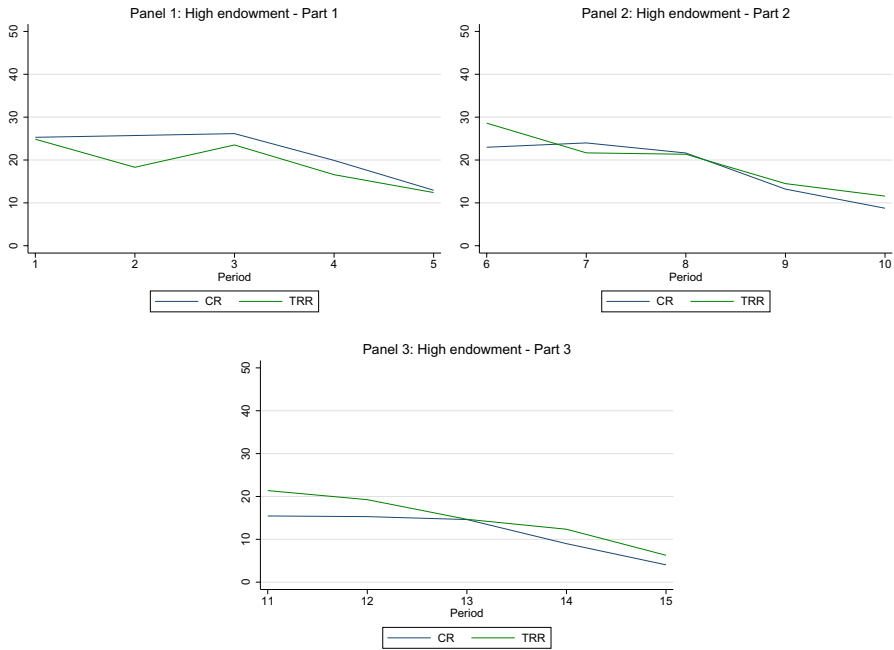 Panel 1: High endowment - Part 1
50
40
30
20
10
0
1 2 3 4 5
Period
CR TRR
Panel 2: High endowment - Part 2
50
40
30
20
10
0
6 7 8 9 10
Period
CR TRR
Panel 3: High endowment - Part 3
50
40
30
20
10
0
11 12 13 14 15
Period
CR TRR